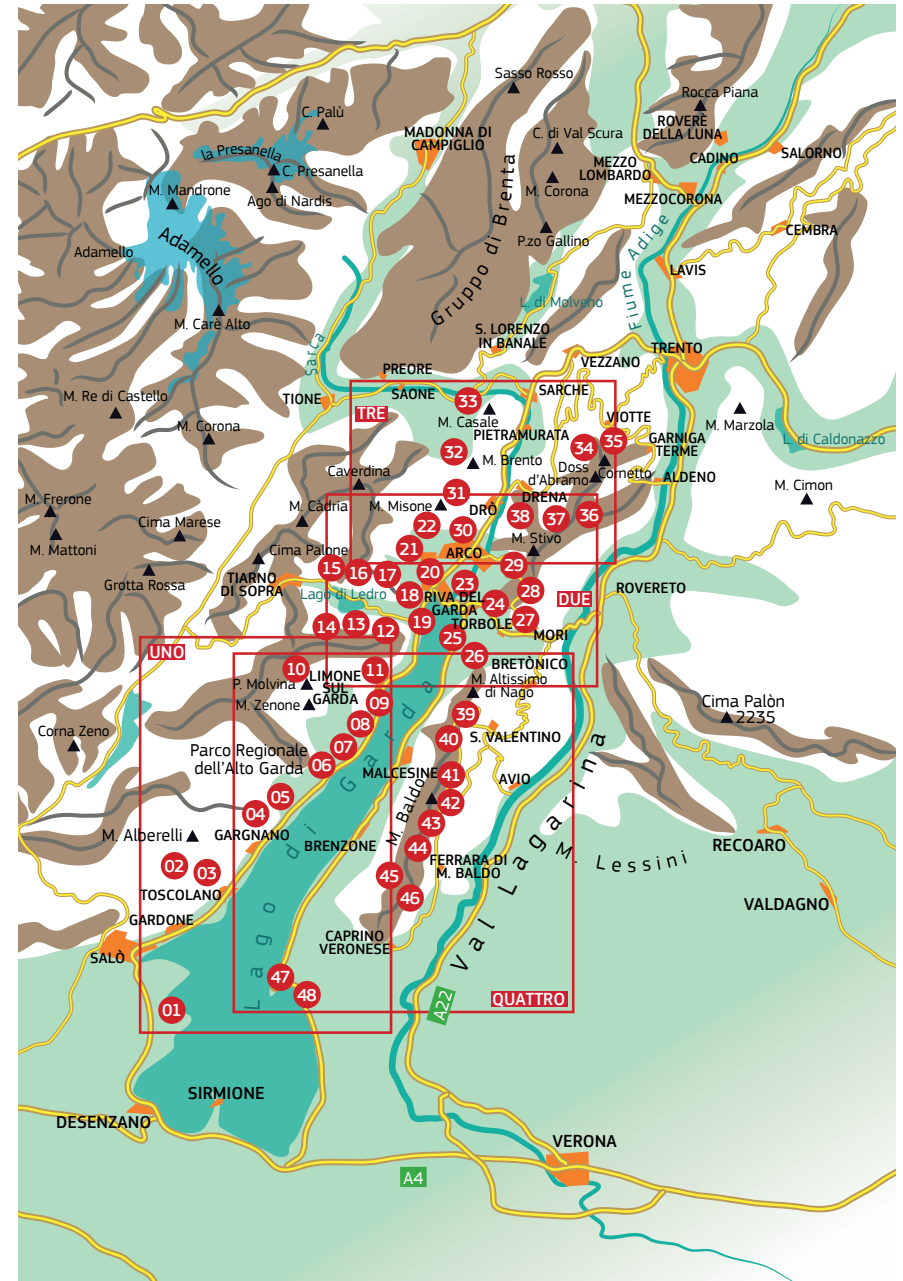 Sasso Rosso
Rocca Piana
C. Palù
ROVERÈ
DELLA LUNA
MADONNA DI
CAMPIGLIO
C. di Val Scura
la Presanella
MEZZO
LOMBARDO
CADINO
SALORNO
C. Presanella
M. Mandrone
Ago di Nardis
M. Corona
MEZZOCORONA
Gruppo di Brenta
P.zo Gallino
CEMBRA
Adamello
Adamello
Fiume Adige
LAVIS
L. di Molveno
M. Carè Alto
Sarca
S. LORENZO
IN BANALE
VEZZANO
TRENTO
PREORE
SAONE
SARCHE
M. Re di Castello
TIONE
33
TRE
M. Casale
VIOTTE
M. Marzola
M. Corona
PIETRAMURATA
34
35
GARNIGA
TERME
L. di Caldonazzo
32
M. Brento
Doss
d'Abramo
Cornetto
ALDENO
Caverdina
M. Cimon
M. Frerone
31
DRENA
M. Misone
DRÒ
M. Càdria
38
37
36
Cima Marese
22
30
M. Mattoni
M. Stivo
21
ARCO
Cima Palone
29
Grotta Rossa
15
16
17
20
23
TIARNO
DI SOPRA
Lago di Ledro
18
RIVA DEL
GARDA
28
ROVERETO
24
DUE
14
13
12
19
TORBOLE
27
MORI
25
UNO
26
BRETÒNICO
10
LIMONE
SUL
GARDA
11
P. Molvina
M. Altissimo
di Nago
M. Zenone
09
39
Cima Palòn
2235
Corna Zeno
08
40
S. VALENTINO
Parco Regionale
dell'Alto Garda
07
06
MALCESINE
41
AVIO
05
42
04
M. Baldo
43
M. Alberelli
GARGNANO
BRENZONE
44
RECOARO
M. Lessini
02
03
FERRARA DI
M. BALDO
45
TOSCOLANO
46
VALDAGNO
GARDONE
Lago di Garda
CAPRINO
VERONESE
Val Lagarina
SALÒ
47
48
QUATTRO
01
A22
SIRMIONE
DESENZANO
VERONA
A4